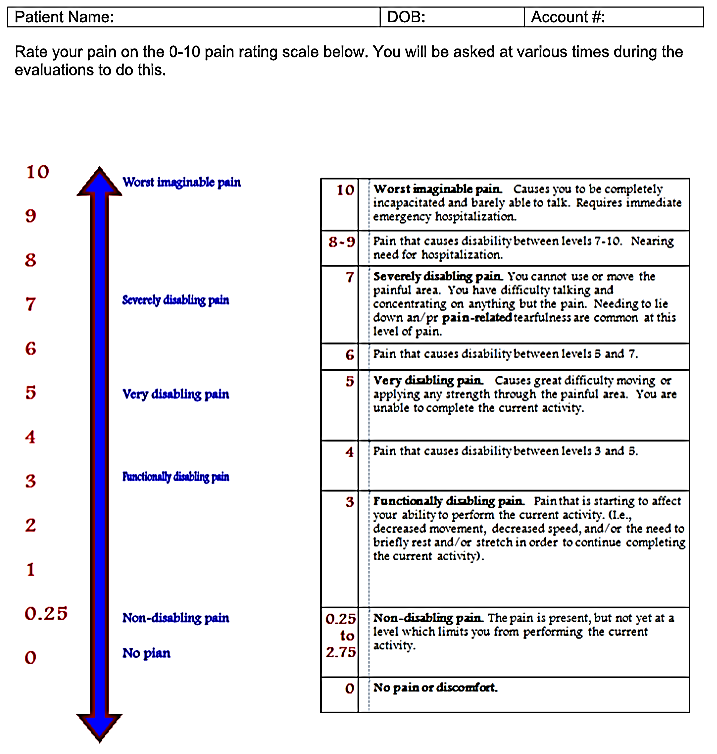 Patient Name: DOB: Account #:
Rate your pain on the 0-10 pain rating scale below. You will be asked at various times during the
evaluations to do this.
10
Worst imaginable pain
9
8
7
Severely disabling pain
6
5
Very disabling pain
4
3
Functionally disabling pain
2
1
0.25
Non-disabling pain
0
No pian
10 Worst imaginable pain. Causes you to be completely
incapacitated and barely able to talk. Requires immediate
emergency hospitalization.
8-9 Pain that causes disability between levels 7-10. Nearing
need for hospitalization.
7 Severely disabling pain. You cannot use or move the
painful area. You have difficulty talking and
concentrating on anything but the pain. Needing to lie
down an/pr pain-related tearfulness are common at this
level of pain.
6 Pain that causes disability between levels 5 and 7.
5 Very disabling pain. Causes great difficulty moving or
applying any strength through the painful area. You are
unable to complete the current activity.
4 Pain that causes disability between levels 3 and 5.
3 Functionally disabling pain. Pain that is starting to affect
your ability to perform the current activity. (I.e.,
decreased movement, decreased speed, and/or the need to
briefly rest and/or stretch in order to continue completing
the current activity).
0.25 Non-disabling pain. The pain is present, but not yet at a
to level which limits you from performing the current
2.75 activity.
0 No pain or discomfort.